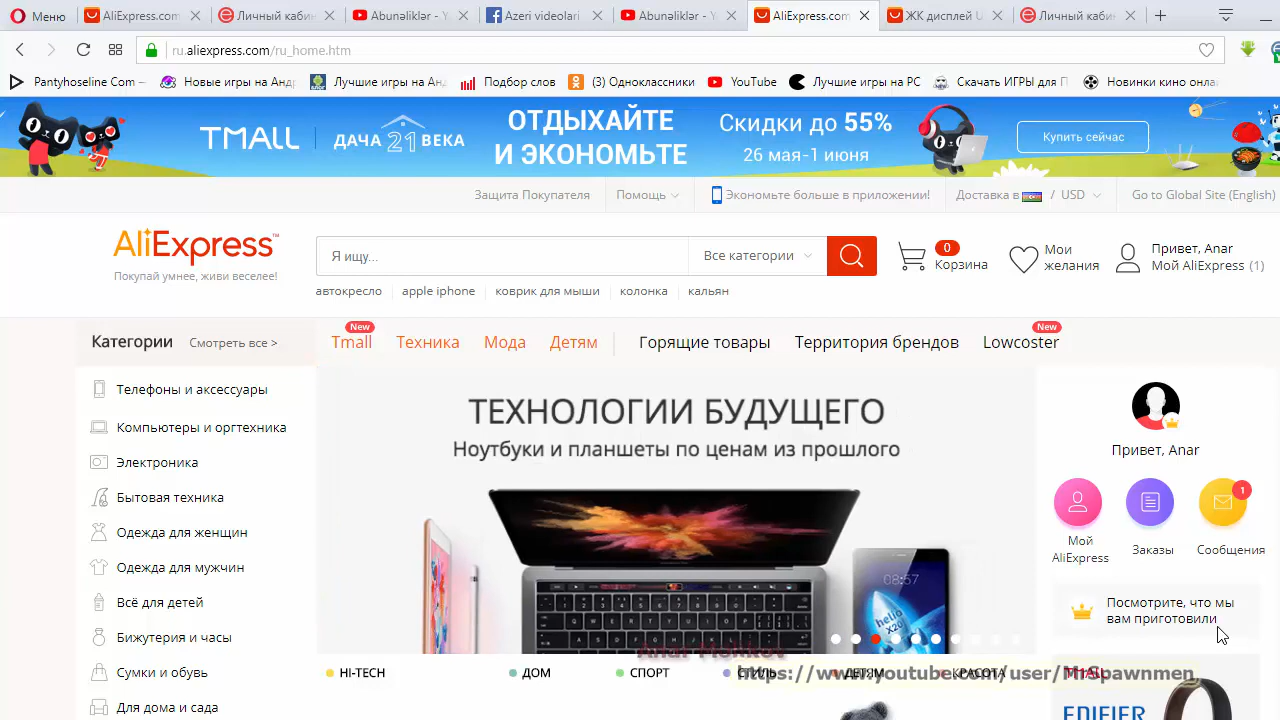 Меню
AliExpress.com
Личный каби
Abunəliklər - Y
Azeri videolari
Abunəliklər - Y
AliExpress.com
ЖК дисплей U
Личный каби
ru.aliexpress.com/ru_home.htm
Pantyhoseline Com –
Новые игры на Андр
Лучшие игры на Анд
Подбор слов
(3) Одноклассники
YouTube
Лучшие игры на РС
Скачать ИГРЫ для П
Новинки кино онла
TMALL
ДАЧА 21 ВЕКА
ОТДЫХАЙТЕ
И ЭКОНОМЬТЕ
Скидки до 55%
26 мая-1 июня
Купить сейчас
Защита Покупателя
Помощь
Экономьте больше в приложении!
Доставка в / USD
Go to Global Site (English)
AliExpress™
Покупай умнее, живи веселее!
Я ищу...
Все категории
0
Корзина
Мои
желания
Привет, Anar
Мой AliExpress (1)
автокресло
apple iphone
коврик для мыши
колонка
кальян
Категории
Смотреть все >
New
Tmall
Техника
Мода
Детям
Горящие товары
Территория брендов
New
Lowcoster
Телефоны и аксессуары
Компьютеры и оргтехника
Электроника
Бытовая техника
Одежда для женщин
Одежда для мужчин
Всё для детей
Бижутерия и часы
Сумки и обувь
Для дома и сада
ТЕХНОЛОГИИ БУДУЩЕГО
Ноутбуки и планшеты по ценам из прошлого
08:57
hello
x20
HI-TECH
ДОМ
СПОРТ
СТИЛЬ
ДЕТЯМ
КРАСОТА
Привет, Anar
1
Мой
AliExpress
Заказы
Сообщения
Посмотрите, что мы
вам приготовили
https://www.youtube.com/user/MrSpawnmen
TMALL
EDIFIER